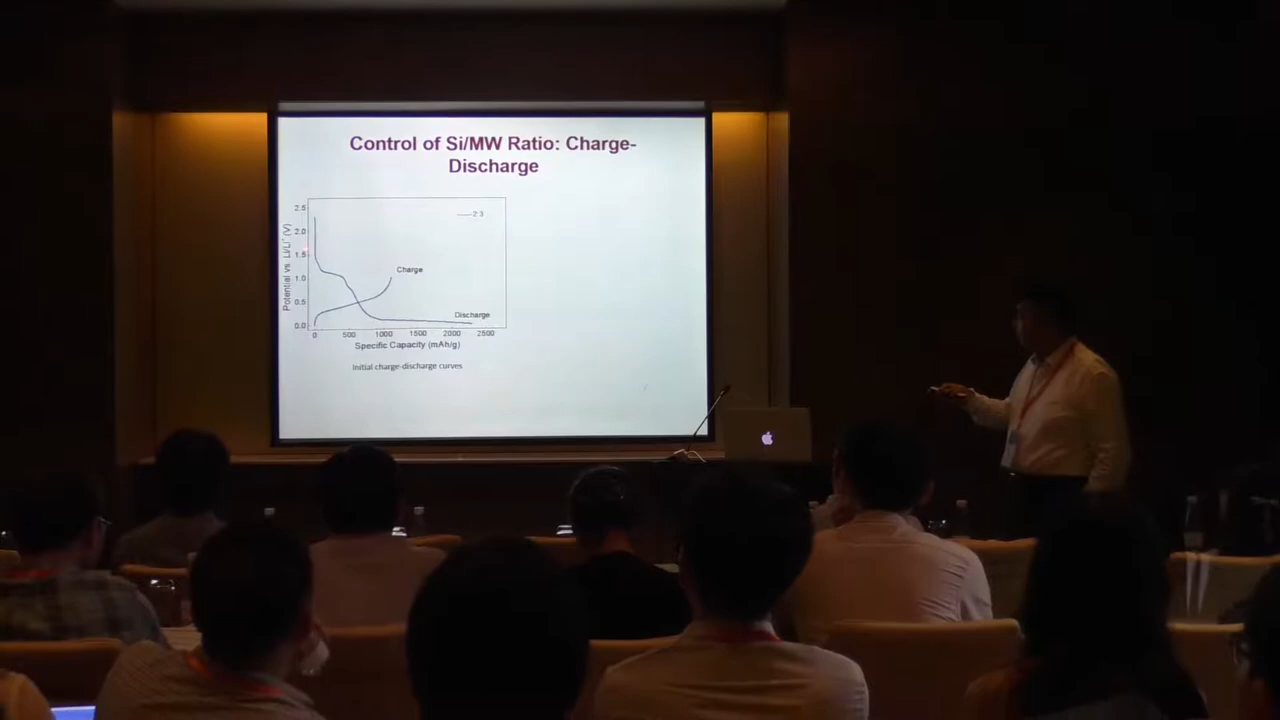 Control of Si/MW Ratio: Charge-
Discharge
2.5
2.0
1.5
1.0
0.5
0.0
Potential vs. Li/Li⁺ (V)
2:3
Charge
Discharge
0
500
1000
1500
2000
2500
Specific Capacity (mAh/g)
Initial charge-discharge curves